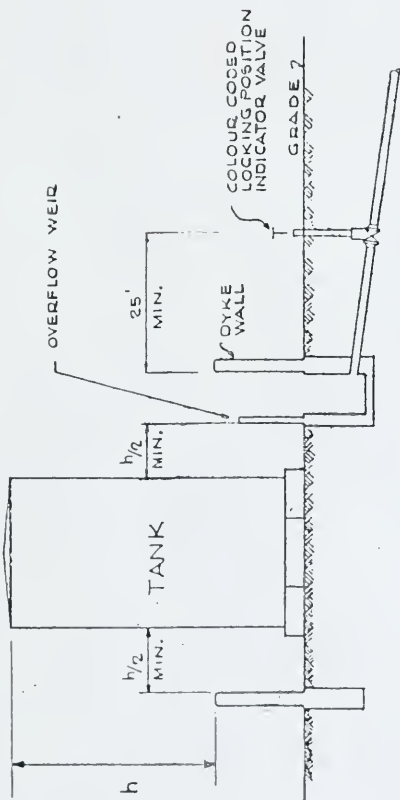 OVERFLOW WEIR
COLOUR CODED
LOCKING POSITION
INDICATOR VALVE
25'
MIN.
DYKE
WALL
GRADE
h/2
MIN.
TANK
h/2
MIN.
h